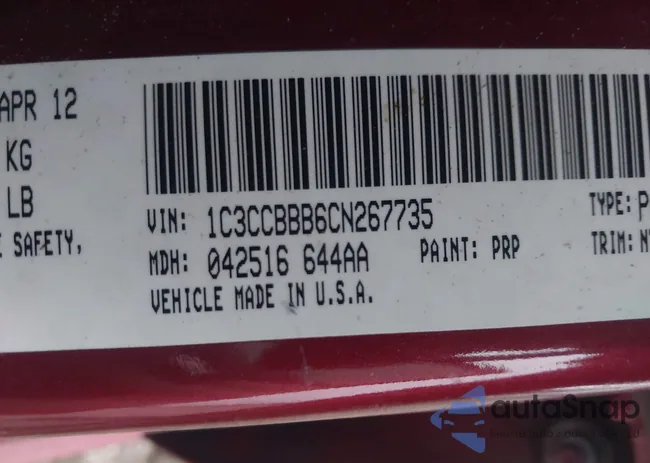 APR 12
KG
LB
E SAFETY,
VIN: 1C3CCBBB6CN267735
TYPE: P
MDH: 042516 644AA
PAINT: PRP
TRIM: N
VEHICLE MADE IN U.S.A.
autoSnap